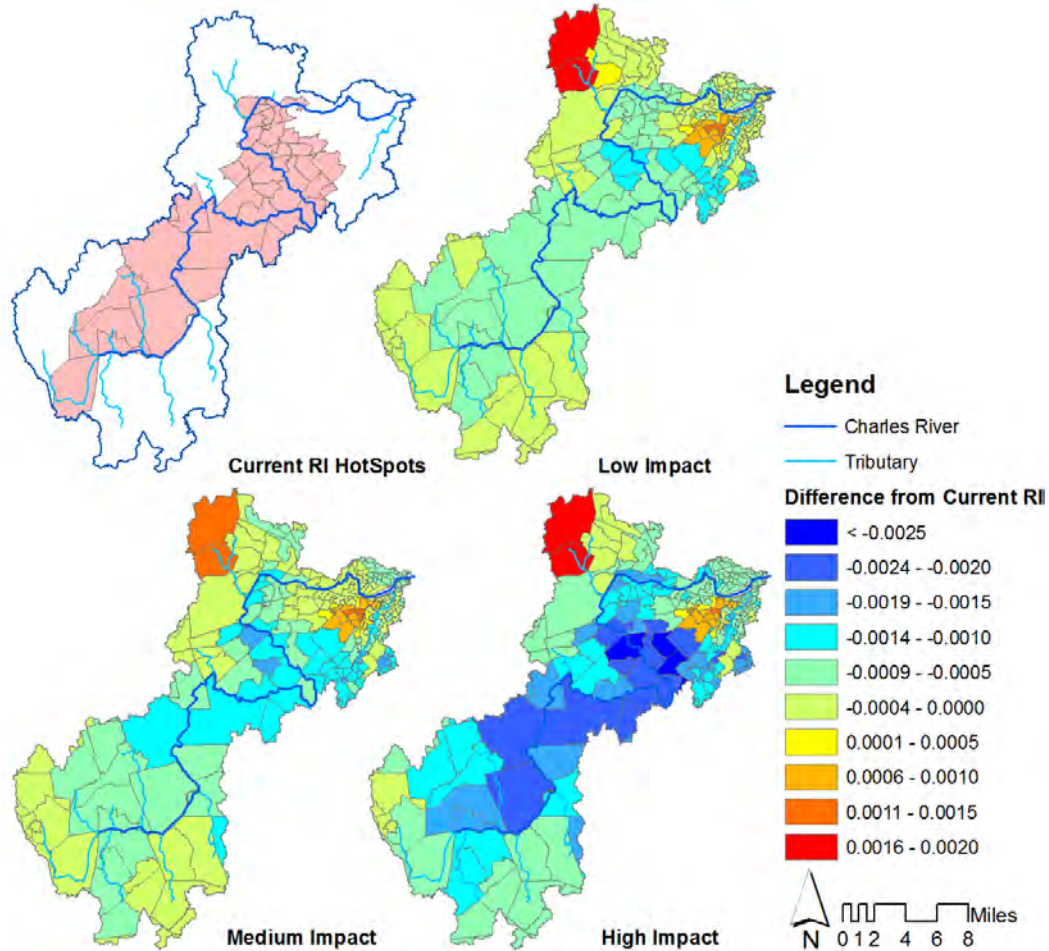 Current RI HotSpots
Low Impact
Legend
Charles River
Tributary
Difference from Current RI
< -0.0025
-0.0024 - -0.0020
-0.0019 - -0.0015
-0.0014 - -0.0010
-0.0009 - -0.0005
-0.0004 - 0.0000
0.0001 - 0.0005
0.0006 - 0.0010
0.0011 - 0.0015
0.0016 - 0.0020
Medium Impact
High Impact
N
Miles
0 1 2 4 6 8